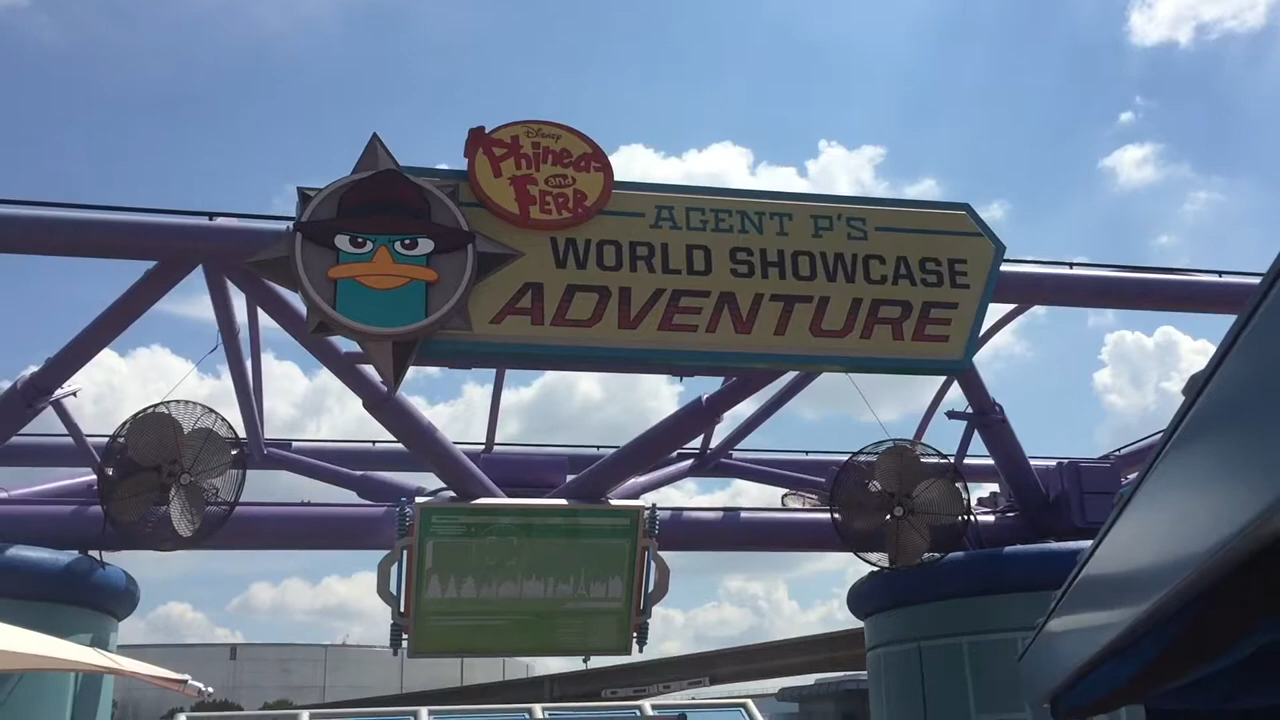 Disney
Phineas
and
FERB
AGENT P'S
WORLD SHOWCASE
ADVENTURE